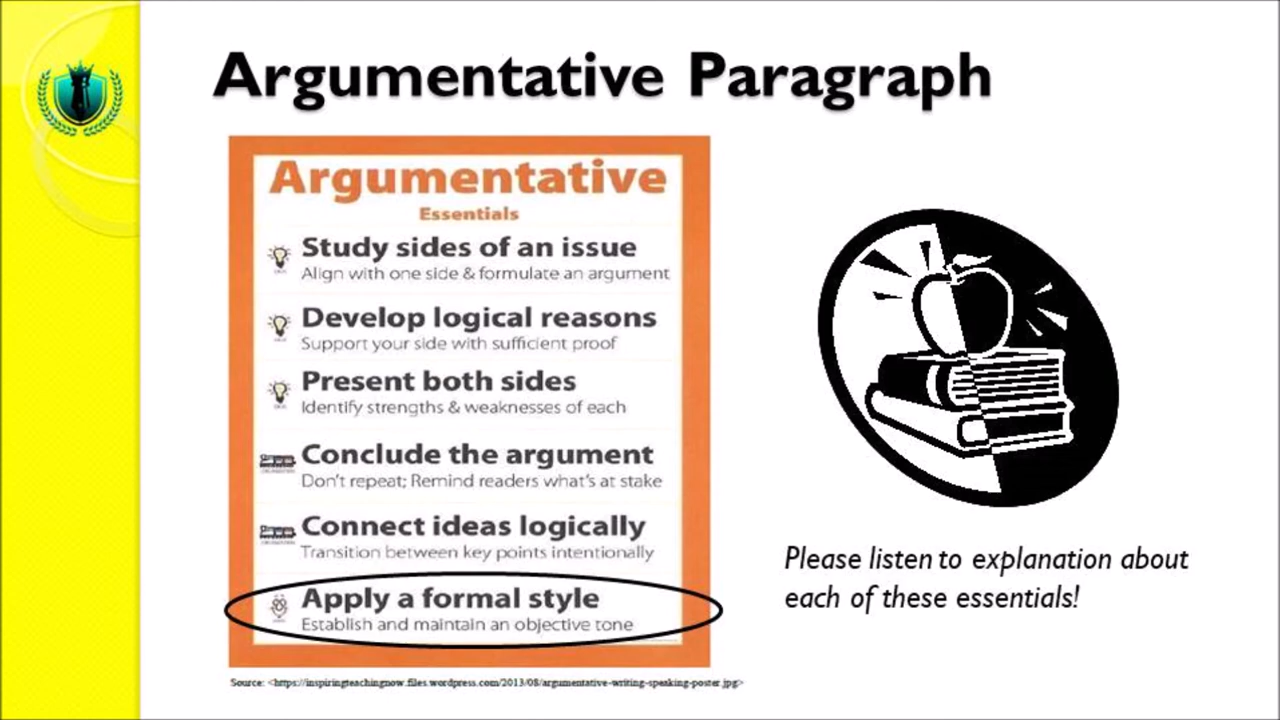 Argumentative Paragraph
Argumentative
Essentials
Study sides of an issue
Align with one side & formulate an argument
Develop logical reasons
Support your side with sufficient proof
Present both sides
Identify strengths & weaknesses of each
Conclude the argument
Don't repeat; Remind readers what's at stake
Connect ideas logically
Transition between key points intentionally
Apply a formal style
Establish and maintain an objective tone
Please listen to explanation about
each of these essentials!
Source: <https://inspiringteachingnow.files.wordpress.com/2013/08/argumentative-writing-speaking-poster.jpg>